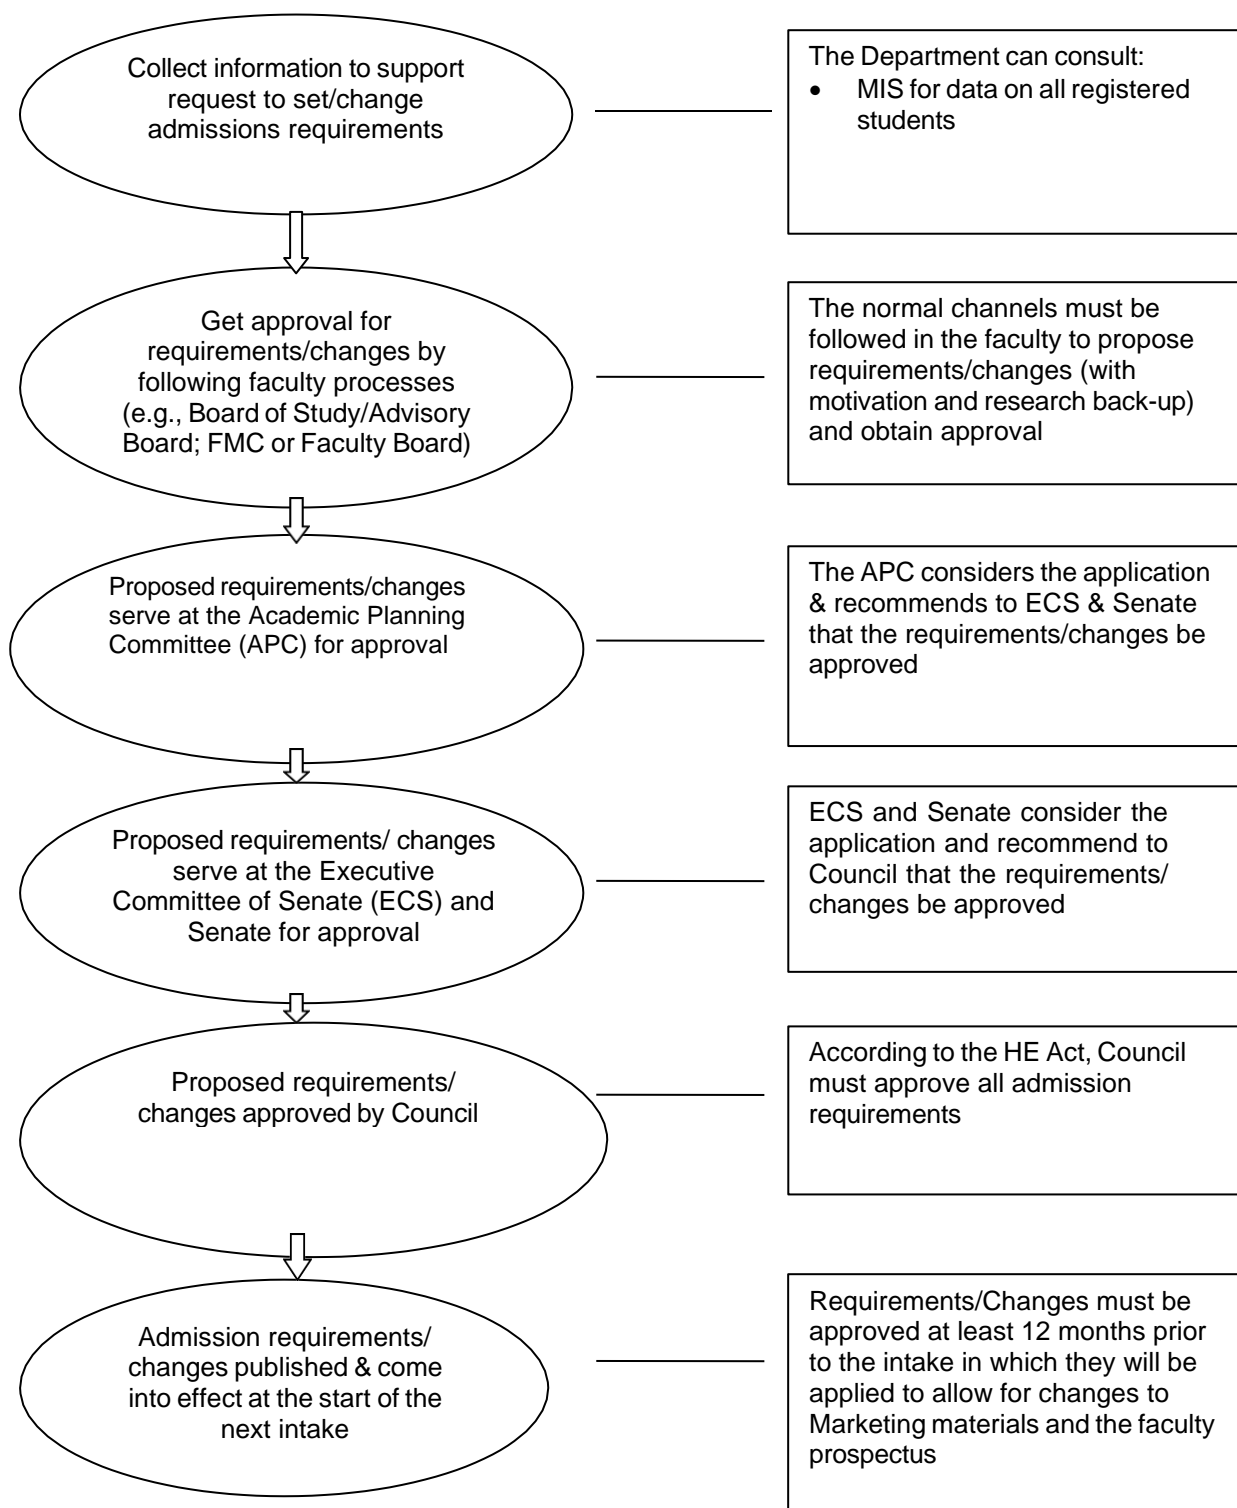 Collect information to support
request to set/change
admissions requirements
The Department can consult:
• MIS for data on all registered
students
Get approval for
requirements/changes by
following faculty processes
(e.g., Board of Study/Advisory
Board; FMC or Faculty Board)
The normal channels must be
followed in the faculty to propose
requirements/changes (with
motivation and research back-up)
and obtain approval
Proposed requirements/changes
serve at the Academic Planning
Committee (APC) for approval
The APC considers the application
& recommends to ECS & Senate
that the requirements/changes be
approved
Proposed requirements/ changes
serve at the Executive
Committee of Senate (ECS) and
Senate for approval
ECS and Senate consider the
application and recommend to
Council that the requirements/
changes be approved
Proposed requirements/
changes approved by Council
According to the HE Act, Council
must approve all admission
requirements
Admission requirements/
changes published & come
into effect at the start of the
next intake
Requirements/Changes must be
approved at least 12 months prior
to the intake in which they will be
applied to allow for changes to
Marketing materials and the faculty
prospectus